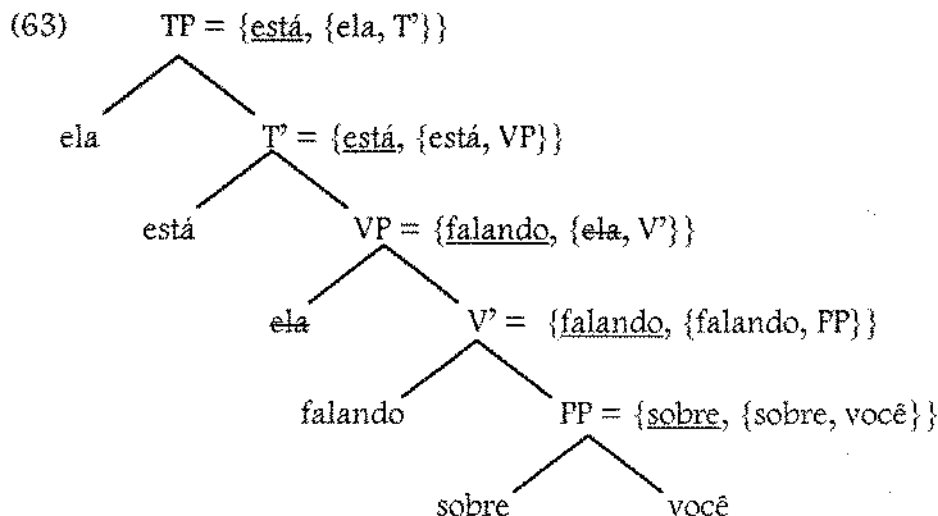 (63) TP = {está, {ela, T’}}
ela T’ = {está, {está, VP}}
está VP = {falando, {ela, V’}}
ela V’ = {falando, {falando, PP}}
falando PP = {sobre, {sobre, você}}
sobre você